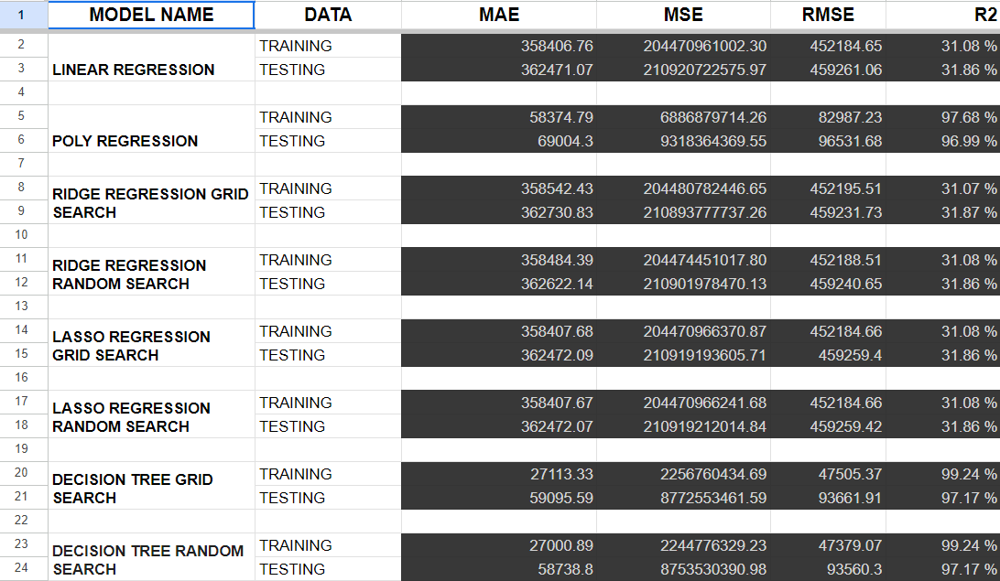 1 MODEL NAME DATA MAE MSE RMSE R2
2 TRAINING 358406.76 204470961002.30 452184.65 31.08 %
3 LINEAR REGRESSION TESTING 362471.07 210920722575.97 459261.06 31.86 %
4
5 TRAINING 58374.79 6886879714.26 82987.23 97.68 %
6 POLY REGRESSION TESTING 69004.3 9318364369.55 96531.68 96.99 %
7
8 RIDGE REGRESSION GRID TRAINING 358542.43 204480782446.65 452195.51 31.07 %
9 SEARCH TESTING 362730.83 210893777737.26 459231.73 31.87 %
10
11 RIDGE REGRESSION TRAINING 358484.39 204474451017.80 452188.51 31.08 %
12 RANDOM SEARCH TESTING 362622.14 210901978470.13 459240.65 31.86 %
13
14 LASSO REGRESSION TRAINING 358407.68 204470966370.87 452184.66 31.08 %
15 GRID SEARCH TESTING 362472.09 210919193605.71 459259.4 31.86 %
16
17 LASSO REGRESSION TRAINING 358407.67 204470966241.68 452184.66 31.08 %
18 RANDOM SEARCH TESTING 362472.07 210919212014.84 459259.42 31.86 %
19
20 DECISION TREE GRID TRAINING 27113.33 2256760434.69 47505.37 99.24 %
21 SEARCH TESTING 59095.59 8772553461.59 93661.91 97.17 %
22
23 DECISION TREE RANDOM TRAINING 27000.89 2244776329.23 47379.07 99.24 %
24 SEARCH TESTING 58738.8 8753530390.98 93560.3 97.17 %